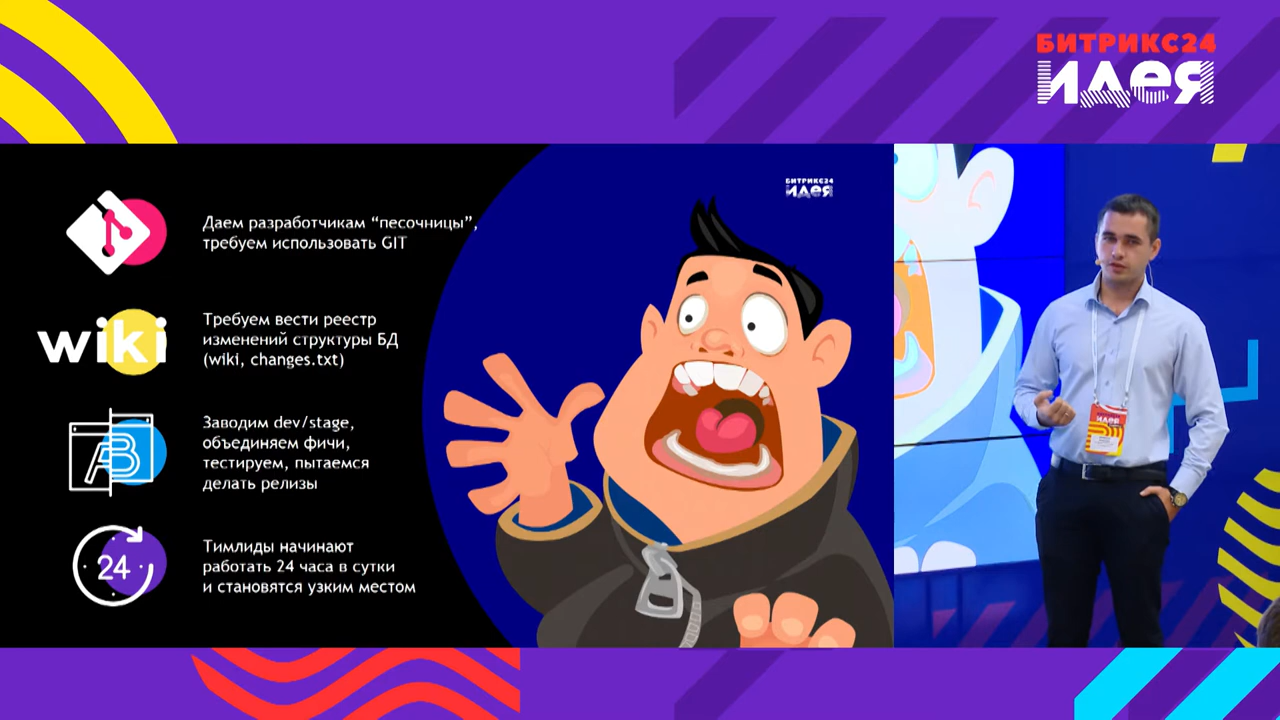 БИТРИКС24
идея
БИТРИКС24
идея
Даем разработчикам “песочницы”,
требуем использовать GIT
wiki
Требуем вести реестр
изменений структуры БД
(wiki, changes.txt)
AB
Заводим dev/stage,
объединяем фичи,
тестируем, пытаемся
делать релизы
24
Тимлиды начинают
работать 24 часа в сутки
и становятся узким местом
идея